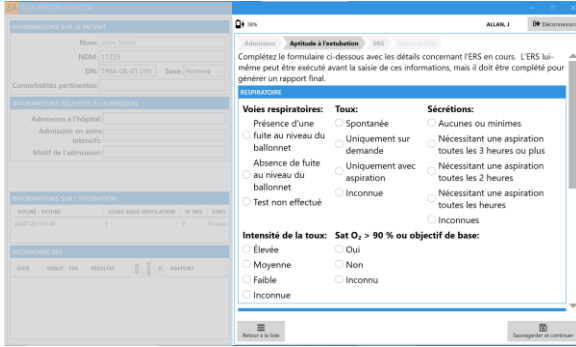 EA EXTUBATION ADVISOR
INFORMATIONS SUR LE PATIENT
Nom: John Smith
NDM: 11223
DN: 1984-08-01 (39) Sexe: Homme
Comorbidités pertinentes:
INFORMATIONS RELATIVES À L'ADMISSION
Admission à l'hôpital:
Admission en soins
intensifs:
Motif de l'admission:
INFORMATIONS SUR L'INTUBATION
INTUBÉ - EXTUBÉ JOURS SOUS VENTILATION N° ERS
1 0 En cours
INSTANTANÉ ERS
DATE DÉBUT - FIN RÉSULTAT RAPPORT
38% ALLAN, J Déconnexion
Admission Aptitude à l'extubation ERS Résultat ERS
Complétez le formulaire ci-dessous avec les détails concernant l'ERS en cours. L'ERS lui-
même peut être exécuté avant la saisie de ces informations, mais il doit être complété pour
générer un rapport final.
RESPIRATOIRE
Voies respiratoires: Toux: Sécrétions:
Présence d'une
fuite au niveau du
ballonnet
Absence de fuite
au niveau du
ballonnet
Test non effectué
Spontanée
Uniquement sur
demande
Uniquement avec
aspiration
Inconnue
Aucunes ou minimes
Nécessitant une aspiration
toutes les 3 heures ou plus
Nécessitant une aspiration
toutes les 2 heures
Nécessitant une aspiration
toutes les heures
Inconnues
Intensité de la toux: Sat O₂ > 90 % ou objectif de base:
Élevée Oui
Moyenne Non
Faible Inconnu
Inconnue
Retour à la liste Sauvegarder et continuer